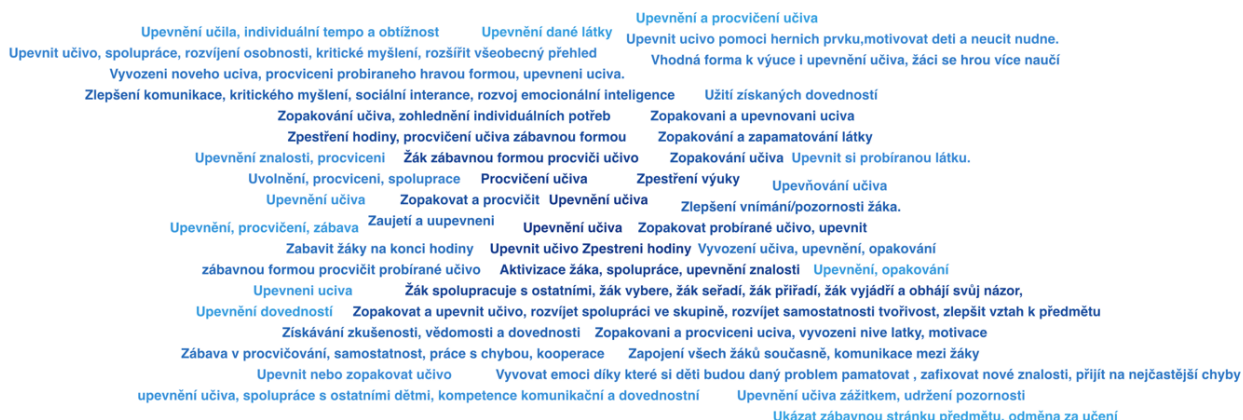 Upevnění a procvičení učiva
Upevnění učila, individuální tempo a obtížnost Upevnění dané látky
Upevnit ucivo pomoci hernich prvku,motivovat deti a neucit nudne.
Upevnit učivo, spolupráce, rozvíjení osobnosti, kritické myšlení, rozšířit všeobecný přehled
Vhodná forma k výuce i upevnění učiva, žáci se hrou více naučí
Vyvozeni noveho uciva, procviceni probiraneho hravou formou, upevneni uciva.
Zlepšení komunikace, kritického myšlení, sociální interance, rozvoj emocionální inteligence Užití získaných dovedností
Zopakování učiva, zohlednění individuálních potřeb Zopakovani a upevnovani uciva
Zpestření hodiny, procvičení učiva zábavnou formou Zopakování a zapamatování látky
Upevnění znalosti, procviceni Žák zábavnou formou procviči učivo Zopakování učiva Upevnit si probíranou látku.
Uvolnění, procviceni, spoluprace Procvičení učiva Zpestření výuky Upevňování učiva
Upevnění učiva Zopakovat a procvičit Upevnění učiva Zlepšení vnímání/pozornosti žáka.
Upevnění, procvičení, zábava Zaujetí a uupevneni Upevnění učiva Zopakovat probírané učivo, upevnit
Zabavit žáky na konci hodiny Upevnit učivo Zpestreni hodiny Vyvození učiva, upevnění, opakování
zábavnou formou procvičit probírané učivo Aktivizace žáka, spolupráce, upevnění znalosti Upevnění, opakování
Upevneni uciva Žák spolupracuje s ostatními, žák vybere, žák seřadí, žák přiřadí, žák vyjádří a obhájí svůj názor,
Upevnění dovedností Zopakovat a upevnit učivo, rozvíjet spolupráci ve skupině, rozvíjet samostatnosti tvořivost, zlepšit vztah k předmětu
Získávání zkušenosti, vědomosti a dovednosti Zopakovani a procviceni uciva, vyvozeni nive latky, motivace
Zábava v procvičování, samostatnost, práce s chybou, kooperace Zapojení všech žáků současně, komunikace mezi žáky
Upevnit nebo zopakovat učivo Vyvovat emoci díky které si děti budou daný problem pamatovat , zafixovat nové znalosti, přijít na nejčastější chyby
upevnění učiva, spolupráce s ostatními dětmi, kompetence komunikační a dovednostní Upevnění učiva zážitkem, udržení pozornosti
Ukázat zábavnou stránku předmětu, odměna za učení